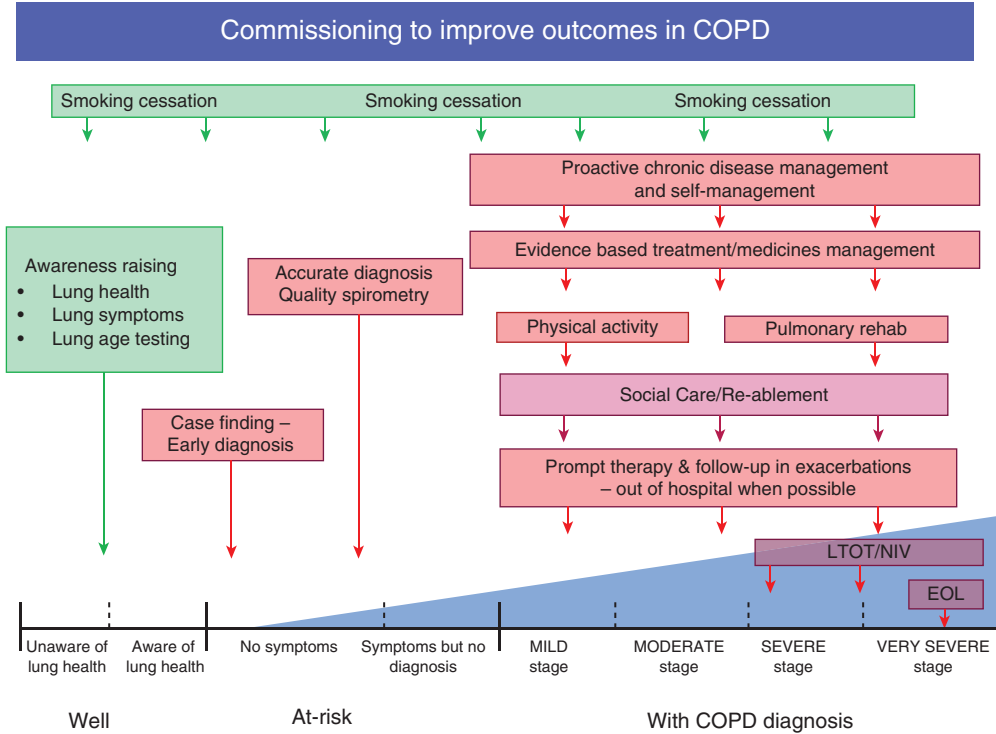 Commissioning to improve outcomes in COPD
Smoking cessation Smoking cessation Smoking cessation
Proactive chronic disease management
and self-management
Evidence based treatment/medicines management
Awareness raising
• Lung health
• Lung symptoms
• Lung age testing
Accurate diagnosis
Quality spirometry
Physical activity
Pulmonary rehab
Social Care/Re-ablement
Case finding –
Early diagnosis
Prompt therapy & follow-up in exacerbations
– out of hospital when possible
LTOT/NIV
EOL
Unaware of
lung health
Aware of
lung health
No symptoms
Symptoms but no
diagnosis
MILD
stage
MODERATE
stage
SEVERE
stage
VERY SEVERE
stage
Well
At-risk
With COPD diagnosis